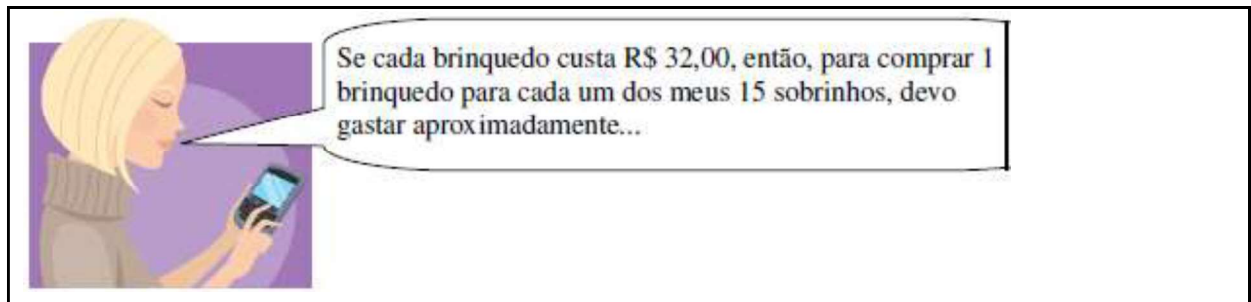 Se cada brinquedo custa R$ 32,00, então, para comprar 1
brinquedo para cada um dos meus 15 sobrinhos, devo
gastar aproximadamente...